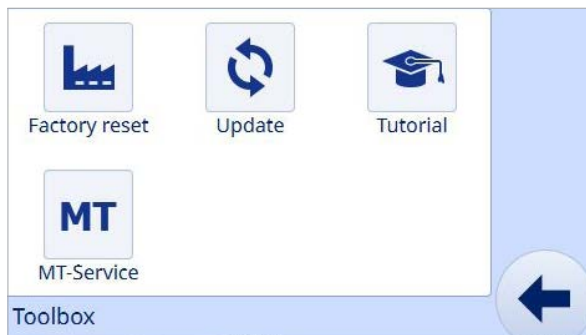 Factory reset
Update
Tutorial
MT
MT-Service
Toolbox